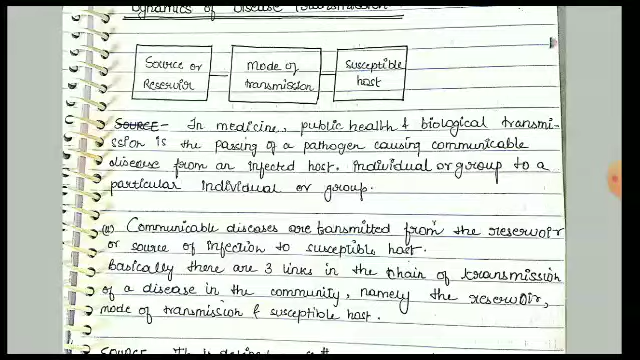 Dynamics of Disease Transmission
Source or
Reservoir
Mode of
transmission
susceptible
host
SOURCE- In medicine, public health & biological transmi-
ssion is the passing of a pathogen causing communicable
disease from an infected host. individual or group to a
particular individual or group.
Communicable diseases are transmitted from the reservoir
or source of infection to susceptible host.
Basically there are 3 links in the chain of transmission
of a disease in the community, namely the reservoir,
mode of transmission & susceptible host.